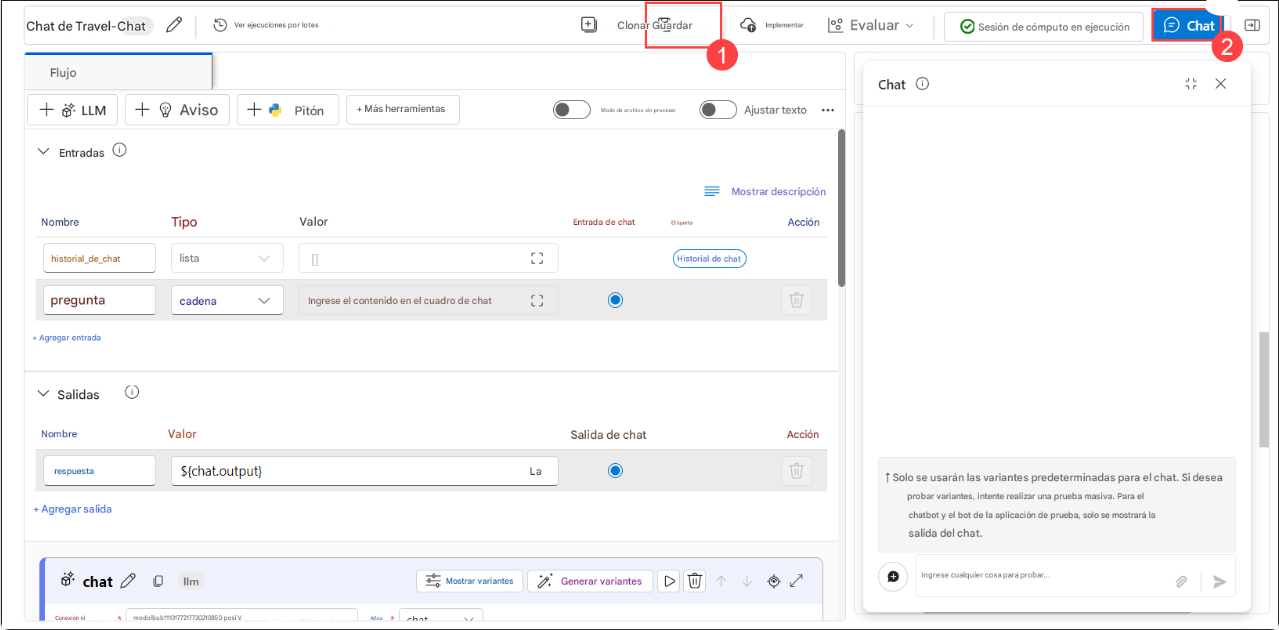 Chat de Travel-Chat
Ver ejecuciones por lotes
Clonar Guardar
Implementar
Evaluar
Sesión de cómputo en ejecución
Chat
1
2
Flujo
Chat
LLM
Aviso
Pitón
+ Más herramientas
Modo de archivo sin procesar
Ajustar texto
Entradas
Mostrar descripción
Nombre Tipo Valor Entrada de chat Etiqueta Acción
historial_de_chat lista [] Historial de chat
pregunta cadena Ingrese el contenido en el cuadro de chat
+ Agregar entrada
Salidas
Nombre Valor Salida de chat Acción
respuesta ${chat.output} La
+ Agregar salida
chat llm Mostrar variantes Generar variantes
chat
↑ Solo se usarán las variantes predeterminadas para el chat. Si desea
probar variantes, intente realizar una prueba masiva. Para el
chatbot y el bot de la aplicación de prueba, solo se mostrará la
salida del chat.
Ingrese cualquier cosa para probar...